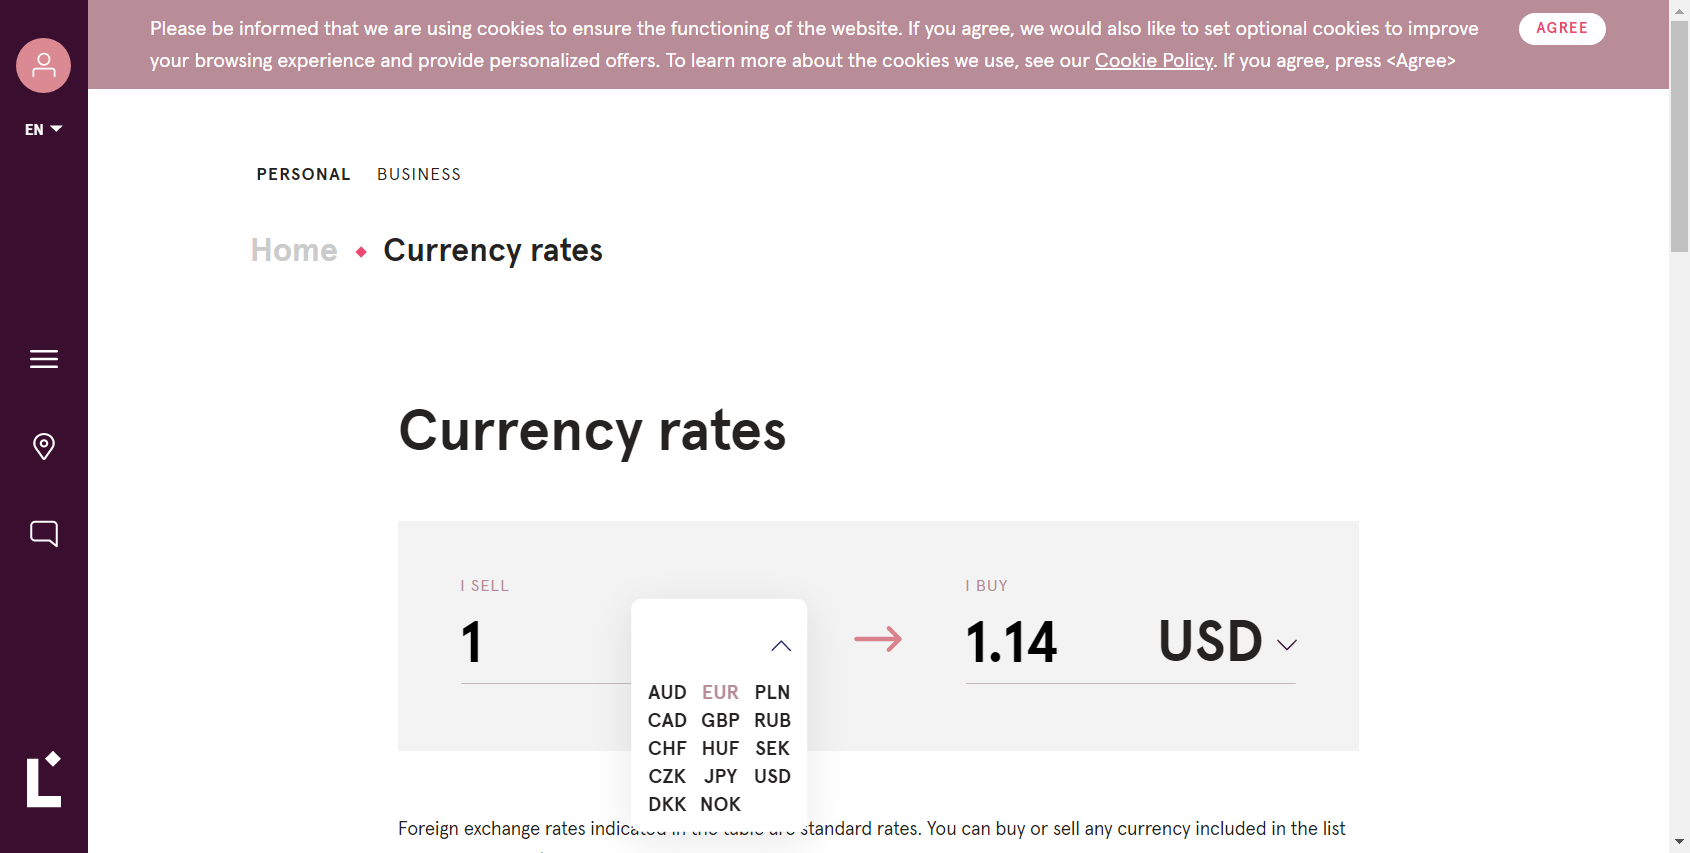 Please be informed that we are using cookies to ensure the functioning of the website. If you agree, we would also like to set optional cookies to improve
your browsing experience and provide personalized offers. To learn more about the cookies we use, see our Cookie Policy. If you agree, press <Agree>
AGREE
EN
PERSONAL BUSINESS
Home Currency rates
Currency rates
I SELL
1
AUD EUR PLN
CAD GBP RUB
CHF HUF SEK
CZK JPY USD
DKK NOK
I BUY
1.14 USD
Foreign exchange rates indicated in the table are standard rates. You can buy or sell any currency included in the list